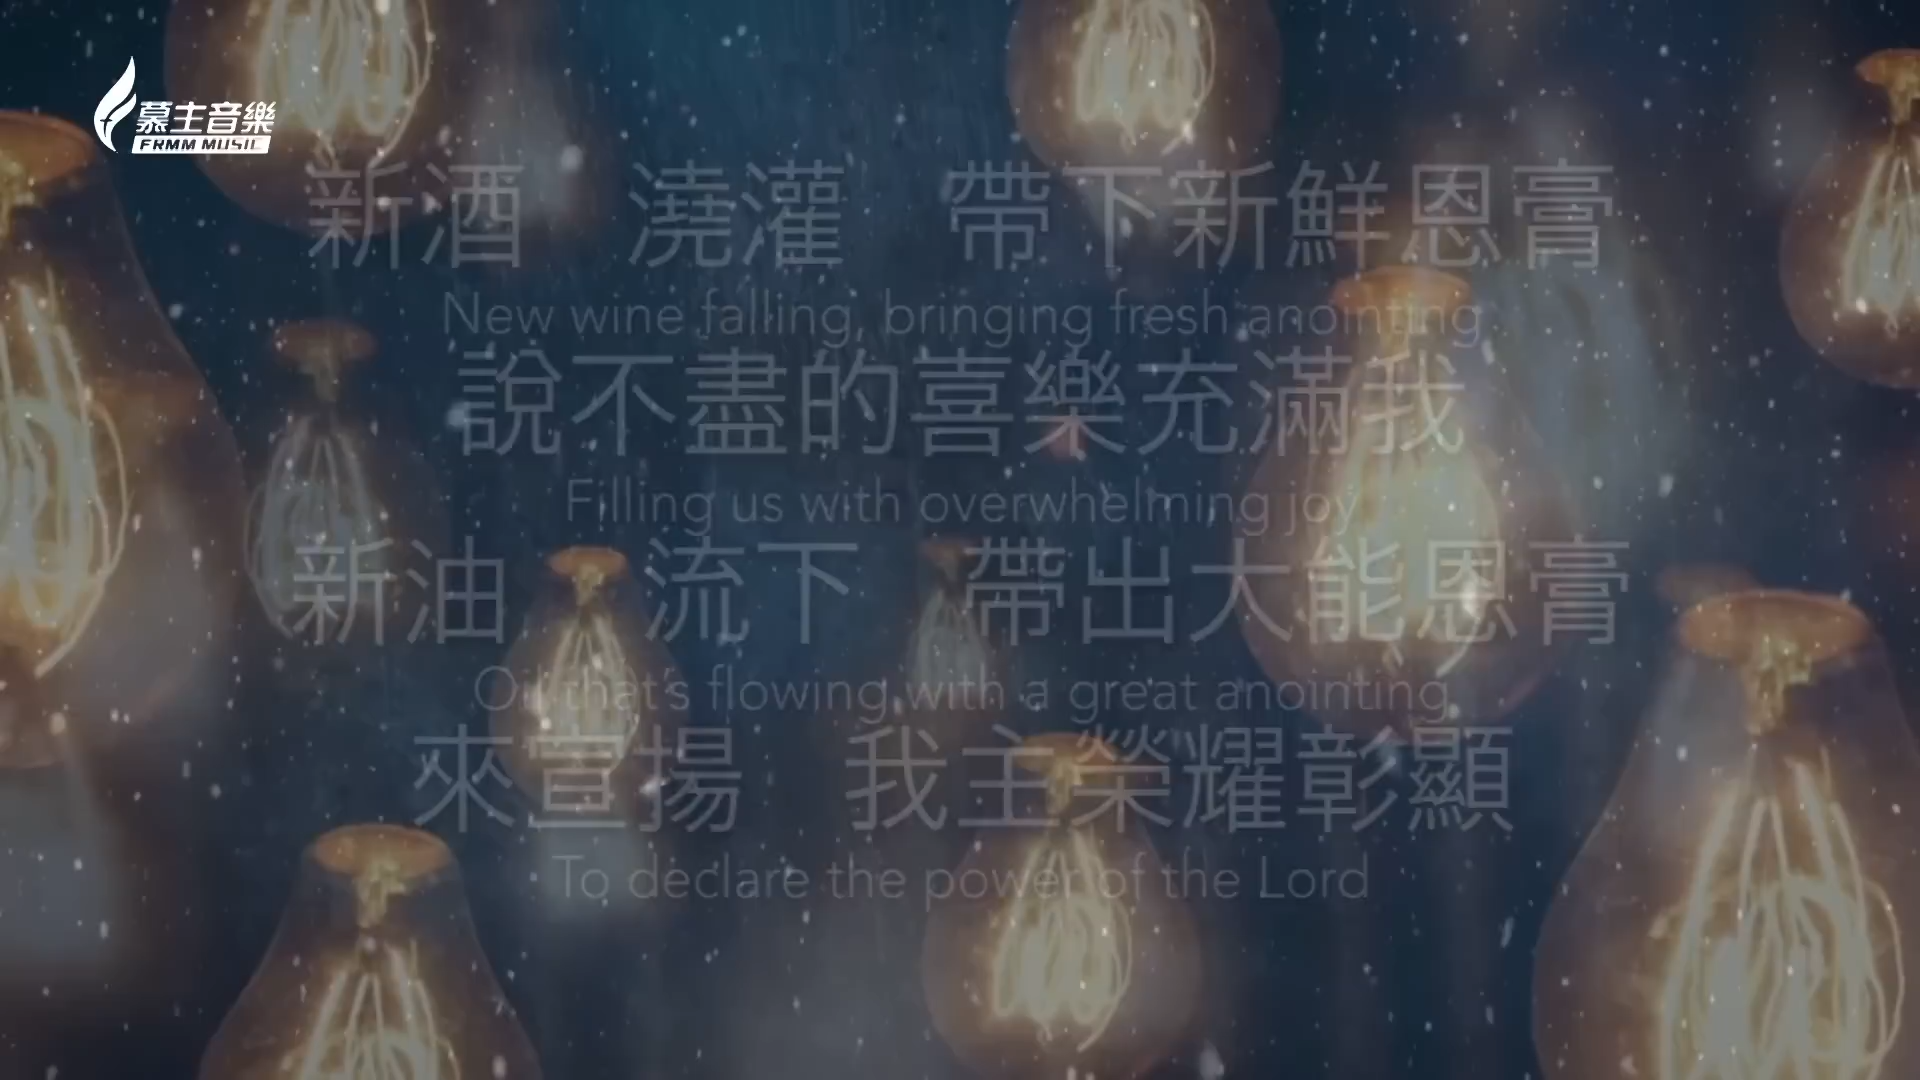 慕主音樂
FRMM MUSIC
新酒 澆灌 帶下新鮮恩膏
New wine falling, bringing fresh anointing
說不盡的喜樂充滿我
Filling us with overwhelming joy
新油 流下 帶出大能恩膏
Oil that's flowing with a great anointing
來宣揚 我主榮耀彰顯
To declare the power of the Lord